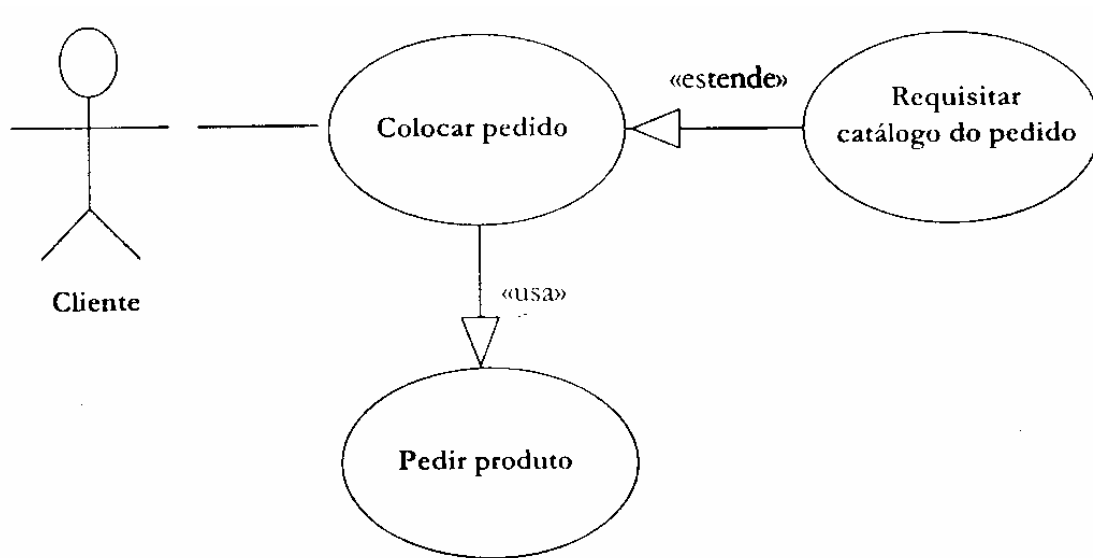 «estende»
Requisitar
catálogo do pedido
Colocar pedido
Cliente
«usa»
Pedir produto